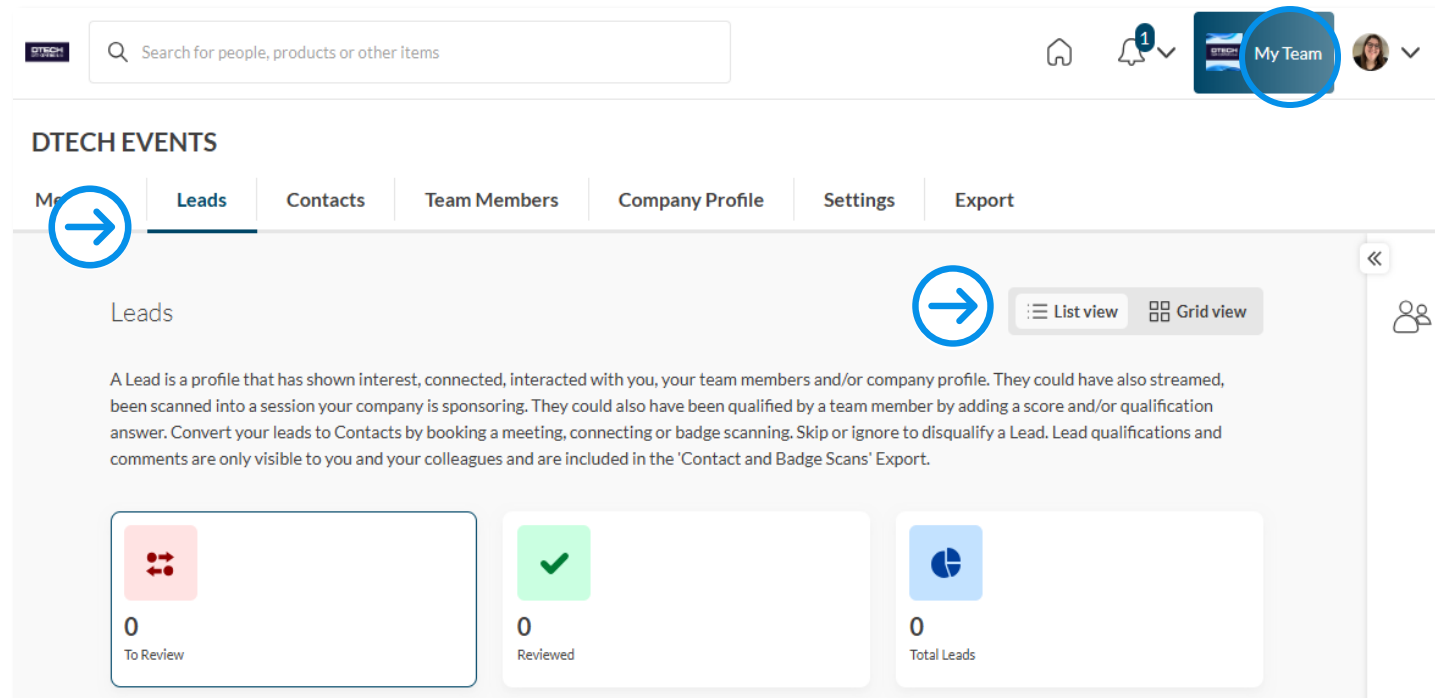 DTECH
Search for people, products or other items
1
DTECH
My Team
DTECH EVENTS
Leads
Contacts
Team Members
Company Profile
Settings
Export
Leads
List view
Grid view
A Lead is a profile that has shown interest, connected, interacted with you, your team members and/or company profile. They could have also streamed,
been scanned into a session your company is sponsoring. They could also have been qualified by a team member by adding a score and/or qualification
answer. Convert your leads to Contacts by booking a meeting, connecting or badge scanning. Skip or ignore to disqualify a Lead. Lead qualifications and
comments are only visible to you and your colleagues and are included in the 'Contact and Badge Scans' Export.
0
To Review
0
Reviewed
0
Total Leads